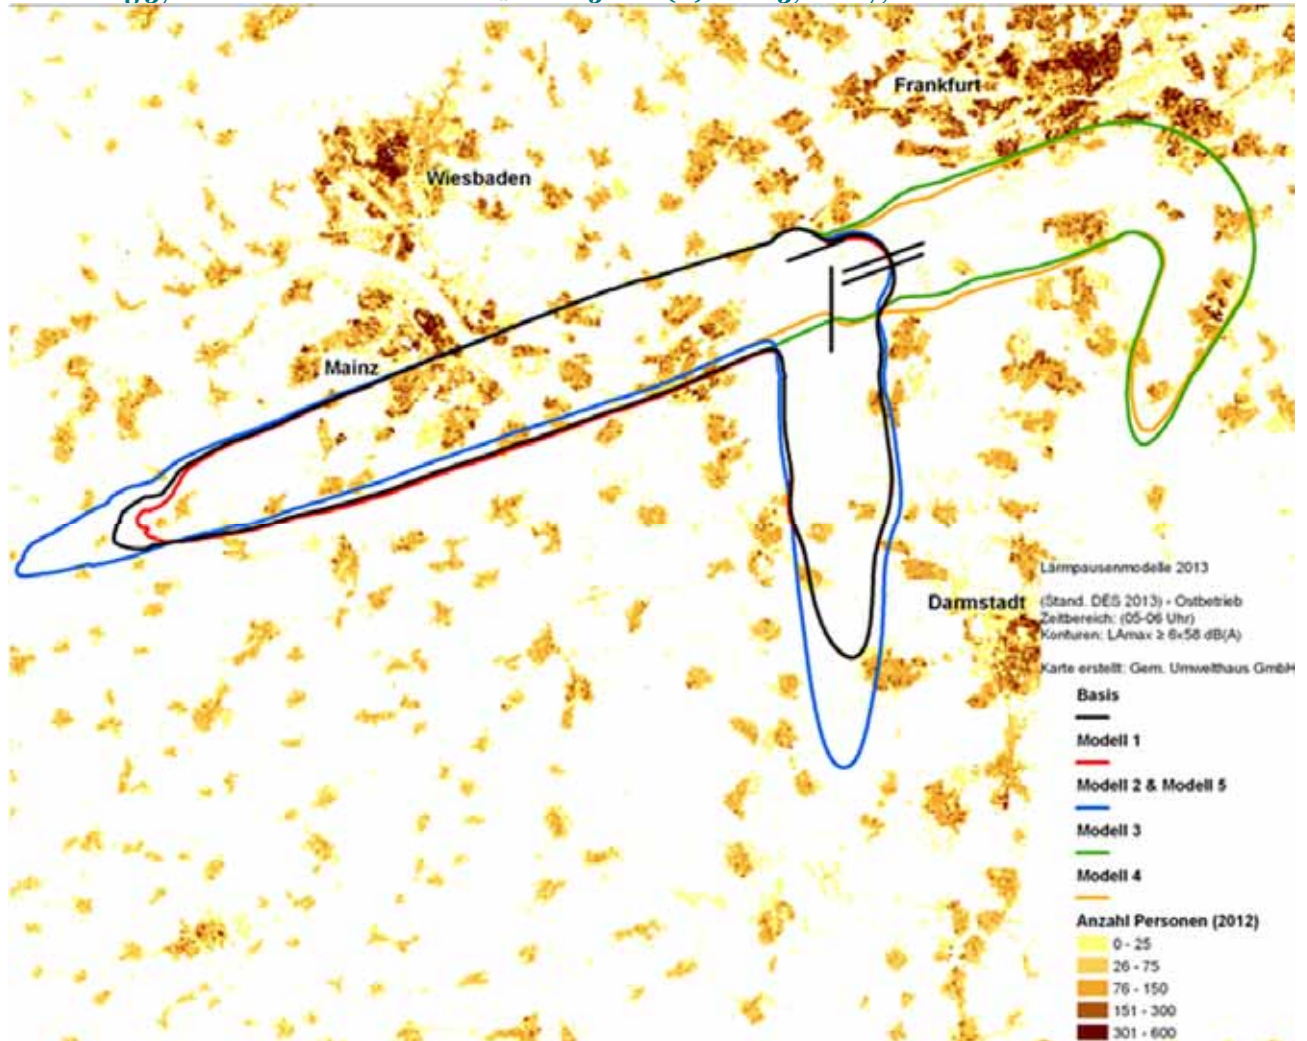 Frankfurt
Wiesbaden
Mainz
Lärmpausenmodelle 2013
Darmstadt
(Stand. DES 2013) - Ostbetrieb
Zeitbereich: (05-06 Uhr)
Konturen: LAmax ≥ 6x58 dB(A)
Karte erstellt: Gem. Umwelthaus GmbH
Basis
Modell 1
Modell 2 & Modell 5
Modell 3
Modell 4
Anzahl Personen (2012)
0 - 25
26 - 75
76 - 150
151 - 300
301 - 600